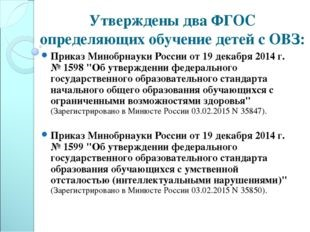 Утверждены два ФГОС
определяющих обучение детей с ОВЗ:
Приказ Минобрнауки России от 19 декабря 2014 г.
№ 1598 "Об утверждении федерального
государственного образовательного стандарта
начального общего образования обучающихся с
ограниченными возможностями здоровья"
(Зарегистрировано в Минюсте России 03.02.2015 N 35847).
Приказ Минобрнауки России от 19 декабря 2014 г.
№ 1599 "Об утверждении федерального
государственного образовательного стандарта
образования обучающихся с умственной
отсталостью (интеллектуальными нарушениями)"
(Зарегистрировано в Минюсте России 03.02.2015 N 35850).